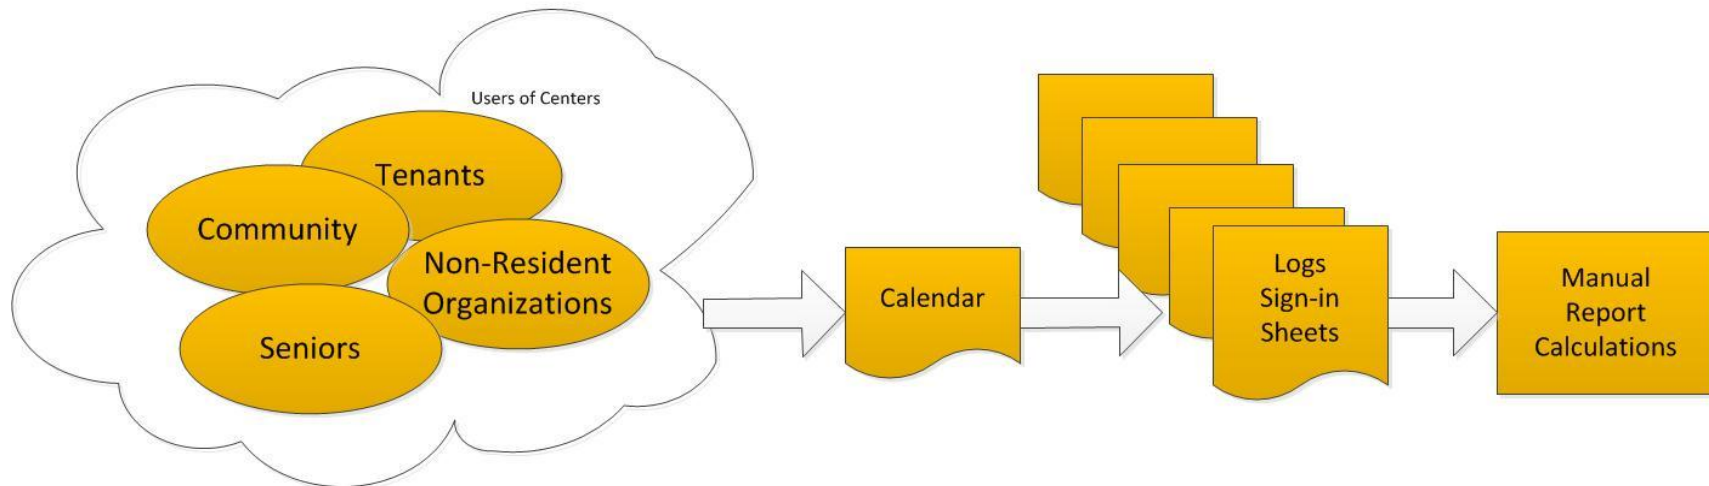 Users of Centers
Tenants
Community
Non-Resident
Organizations
Seniors
Calendar
Logs
Sign-in
Sheets
Manual
Report
Calculations